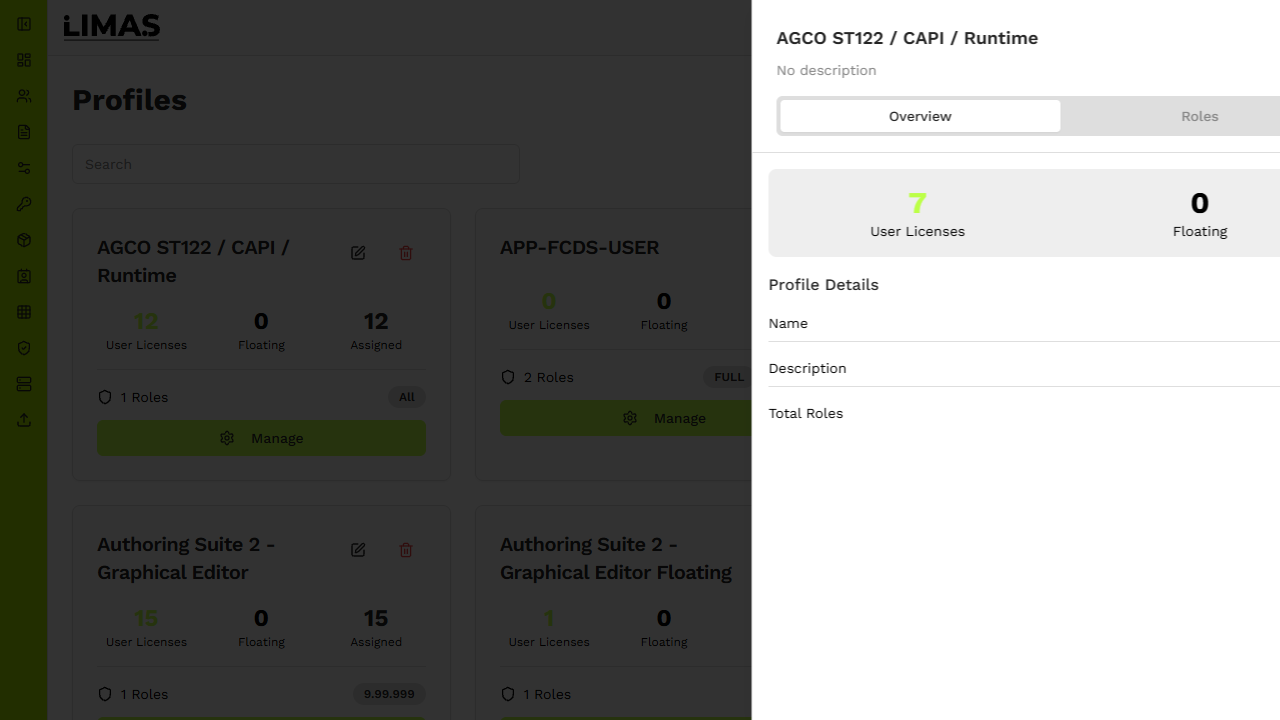 LIMAS
Profiles
Search
AGCO ST122 / CAPI /
Runtime
12
User Licenses
0
Floating
12
Assigned
1 Roles
All
Manage
APP-FCDS-USER
0
User Licenses
0
Floating
2 Roles
FULL
Manage
Authoring Suite 2 -
Graphical Editor
15
User Licenses
0
Floating
15
Assigned
1 Roles
9.99.999
Authoring Suite 2 -
Graphical Editor Floating
1
User Licenses
0
Floating
1 Roles
AGCO ST122 / CAPI / Runtime
No description
Overview
Roles
7
User Licenses
0
Floating
Profile Details
Name
Description
Total Roles